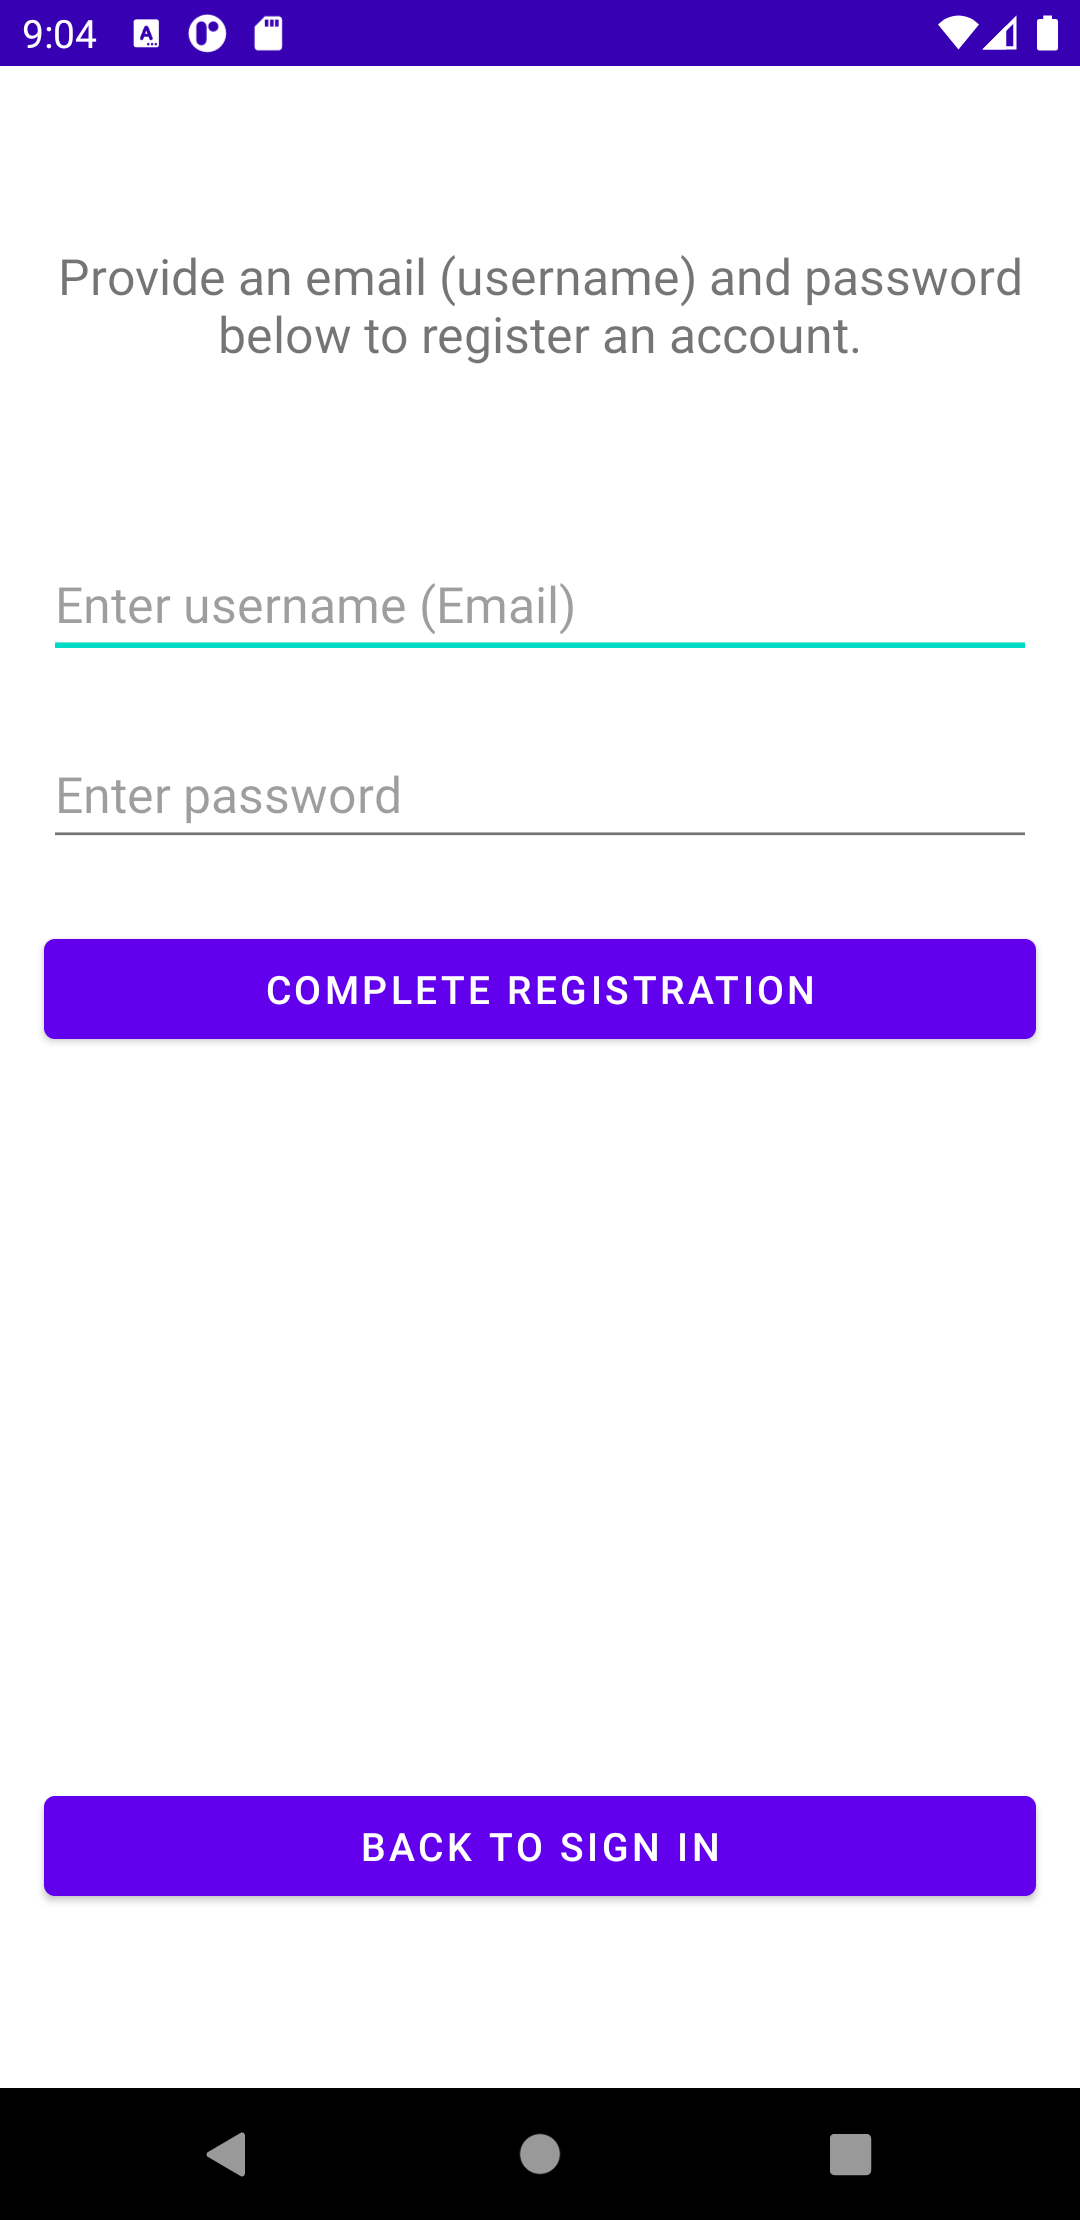 9:04
Provide an email (username) and password
below to register an account.
Enter username (Email)
Enter password
COMPLETE REGISTRATION
BACK TO SIGN IN